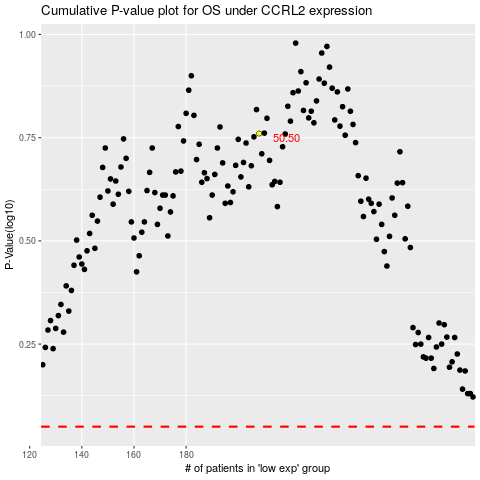 Cumulative P-value plot for OS under CCRL2 expression
P-Value(log10)
1.00
0.75
0.50
0.25
50:50
120 140 160 180
# of patients in 'low exp' group